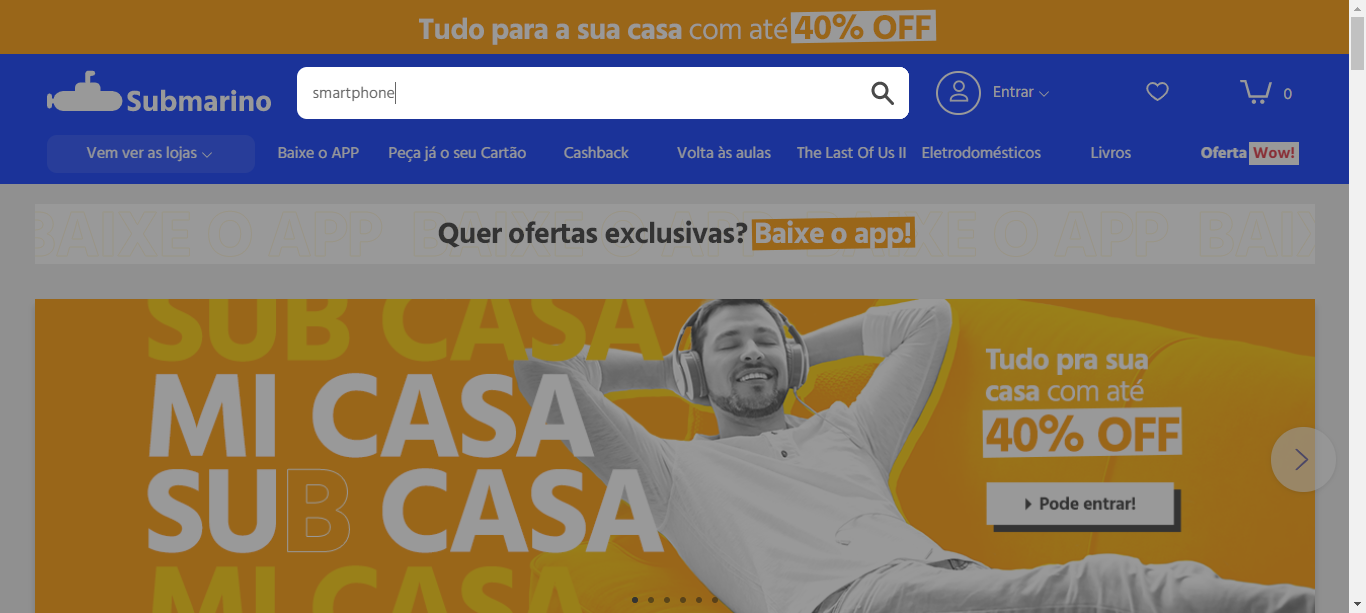 Tudo para a sua casa com até 40% OFF
Submarino
smartphone
Entrar
0
Vem ver as lojas
Baixe o APP
Peça já o seu Cartão
Cashback
Volta às aulas
The Last Of Us II
Eletrodomésticos
Livros
Oferta Wow!
BAIXE O APP BAIXE O APP BAIXE O APP BAI
Quer ofertas exclusivas? Baixe o app!
SUB CASA
MI CASA
SUB CASA
MI CASA
Tudo pra sua
casa com até
40% OFF
Pode entrar!